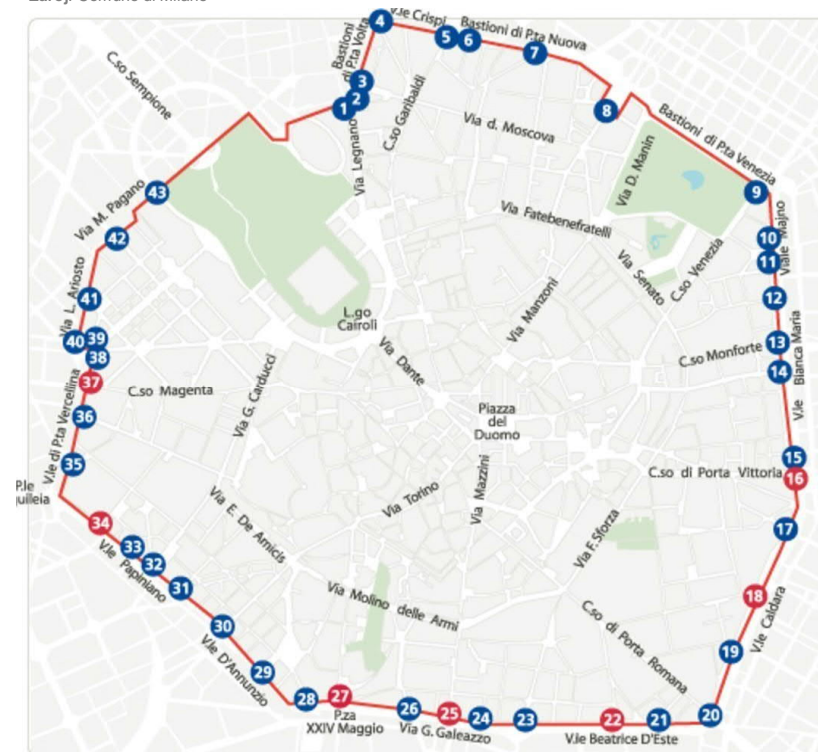 V.le Crispi
Bastioni di P.ta Nuova
Bastioni
di P.ta Volta
4
5
6
7
C.so Sempione
3
2
1
8
C.so Garibaldi
Via Legnano
Via d. Moscova
Bastioni di P.ta Venezia
Via D. Manin
43
Via M. Pagano
9
Via Fatebenefratelli
Viale Majno
42
10
11
Via Senato
C.so Venezia
Via L. Ariosto
41
12
L.go
Cairoli
Via Manzoni
40
39
38
13
C.so Monforte
V.le Bianca Maria
14
Via Dante
37
C.so Magenta
Via G. Carducci
V.le di P.ta Vercellina
36
Piazza
del
Duomo
35
15
C.so di Porta Vittoria
16
P.le
quileia
Via Torino
Via Mazzini
34
Via E. De Amicis
Via F. Sforza
17
33
32
V.le Papiniano
31
18
Via Molino delle Armi
V.le Caldara
30
C.so di Porta Romana
19
V.le D'Annunzio
29
28
27
26
25
24
23
22
21
20
P.za
XXIV Maggio
Via G. Galeazzo
V.le Beatrice D'Este